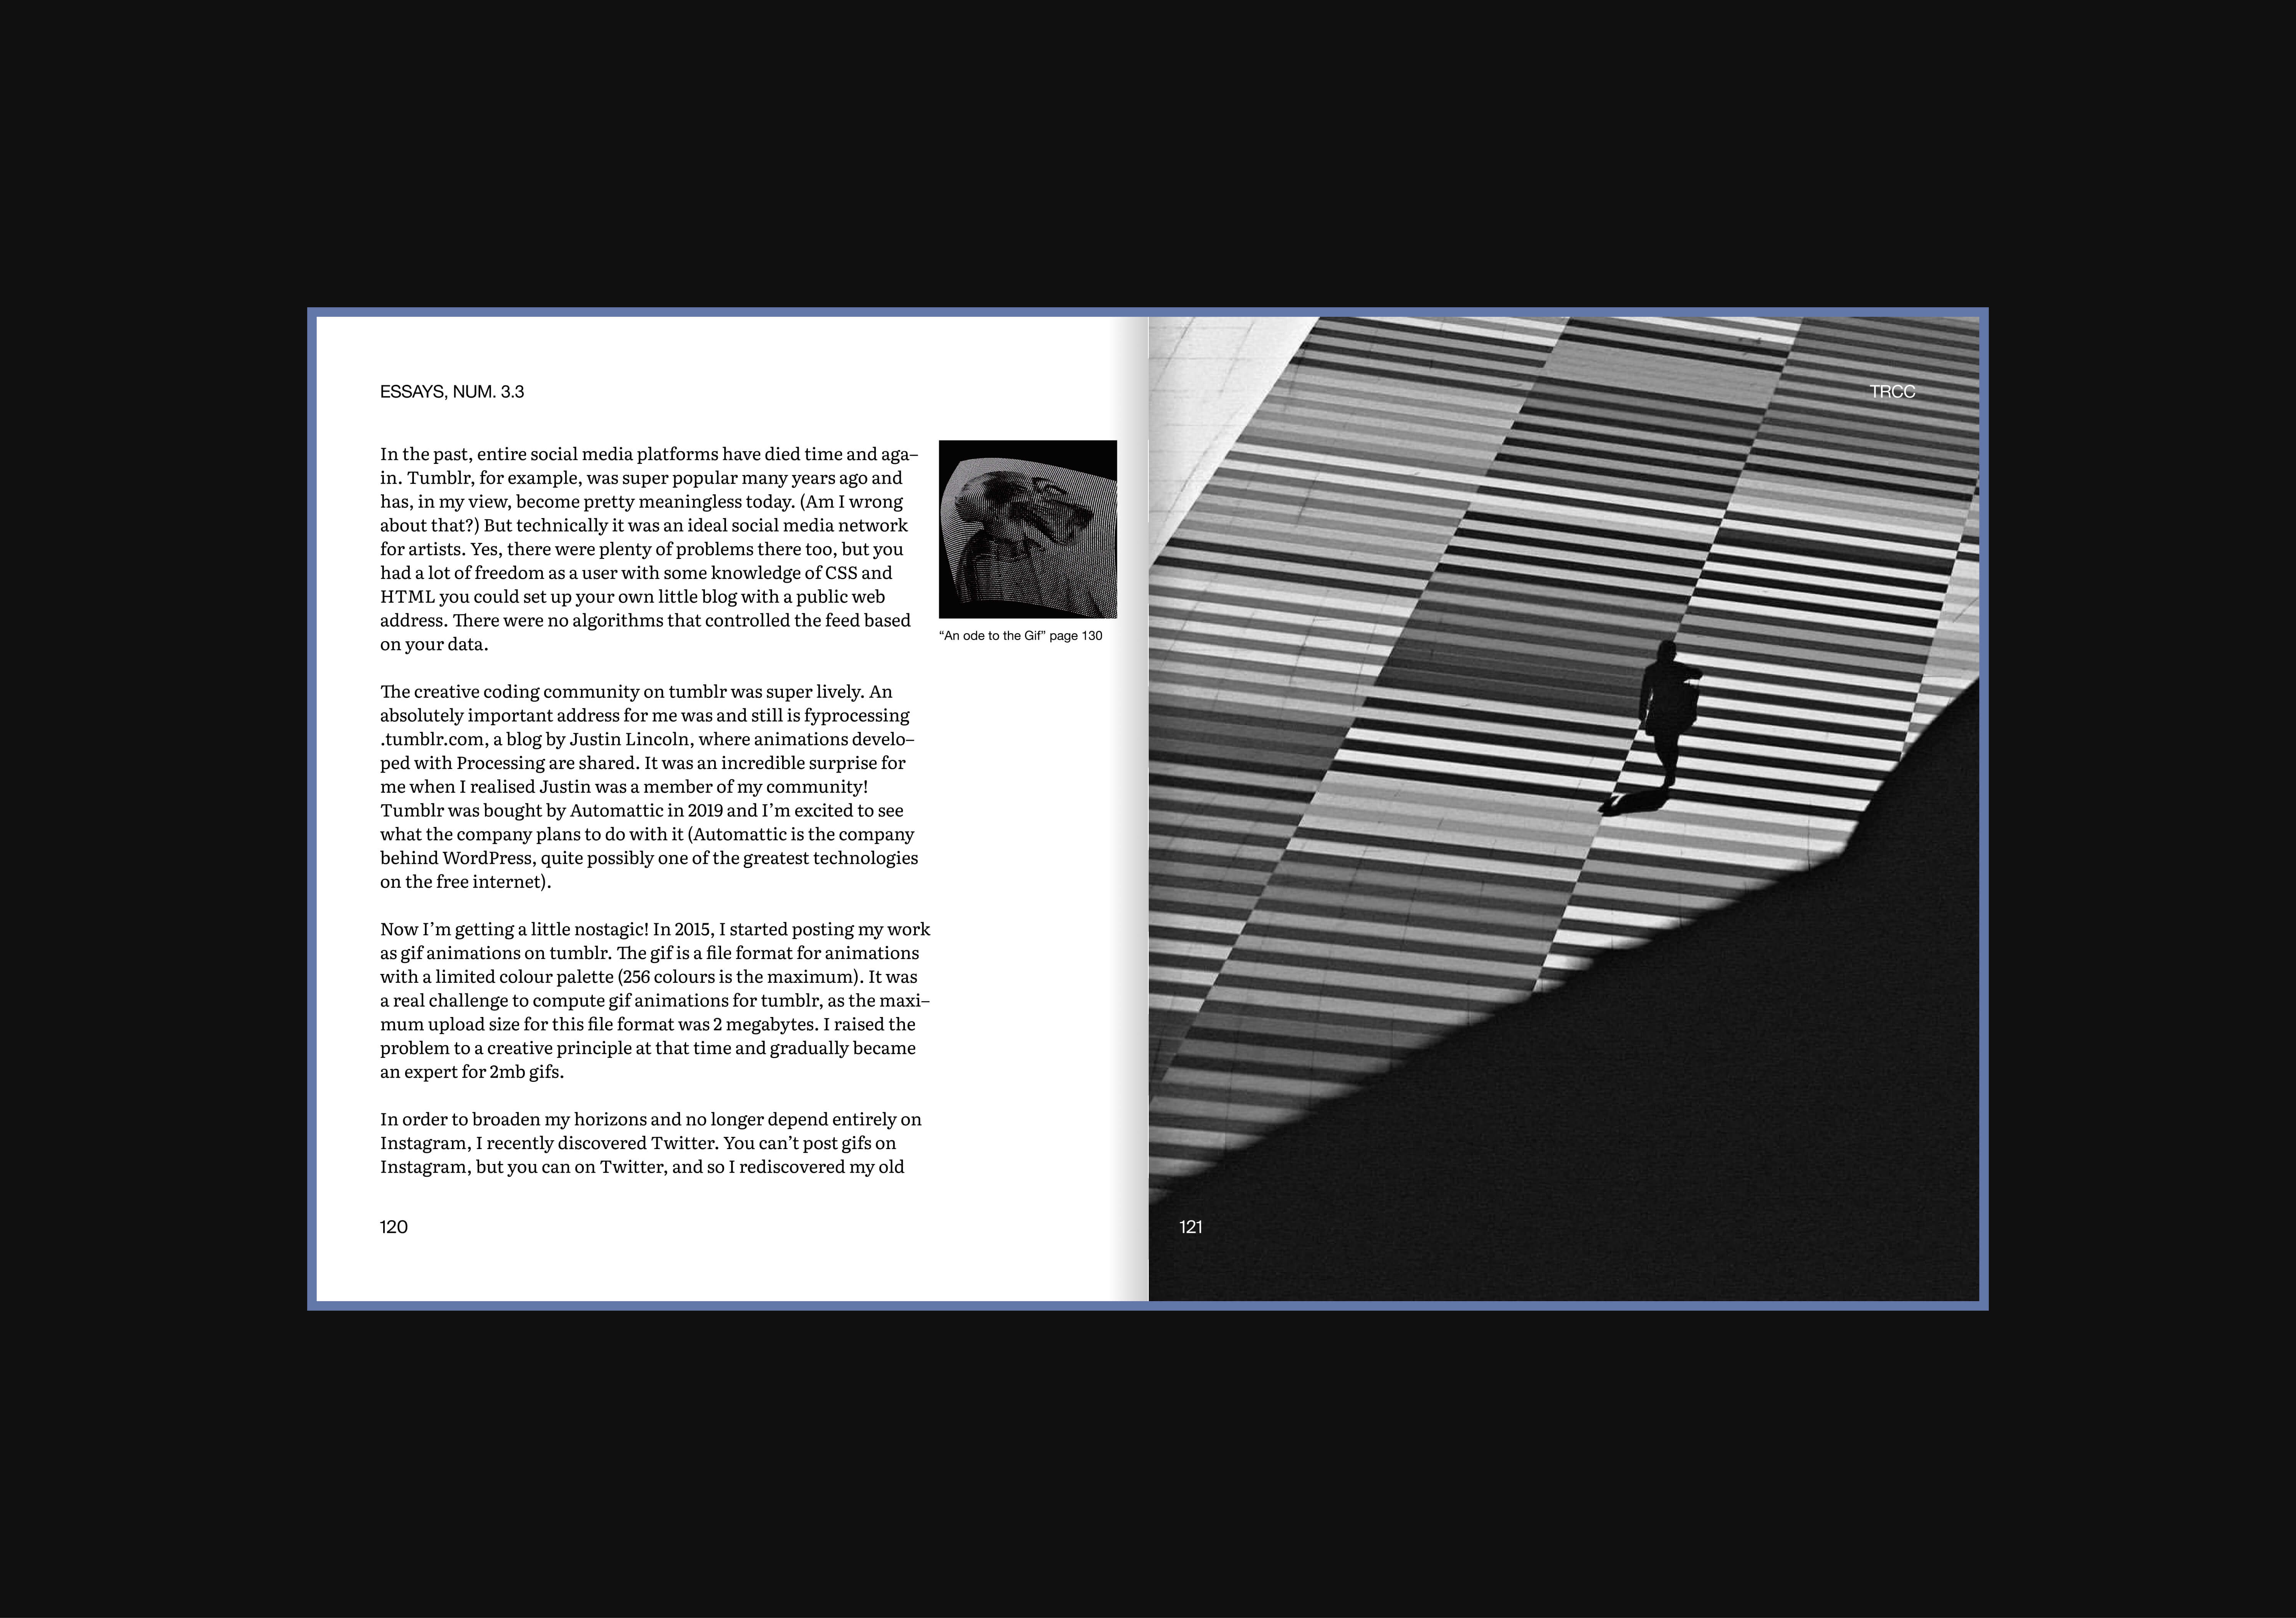 ESSAYS, NUM. 3.3
In the past, entire social media platforms have died time and aga–
in. Tumblr, for example, was super popular many years ago and
has, in my view, become pretty meaningless today. (Am I wrong
about that?) But technically it was an ideal social media network
for artists. Yes, there were plenty of problems there too, but you
had a lot of freedom as a user with some knowledge of CSS and
HTML you could set up your own little blog with a public web
address. There were no algorithms that controlled the feed based
on your data.
The creative coding community on tumblr was super lively. An
absolutely important address for me was and still is fyprocessing
.tumblr.com, a blog by Justin Lincoln, where animations develo–
ped with Processing are shared. It was an incredible surprise for
me when I realised Justin was a member of my community!
Tumblr was bought by Automattic in 2019 and I’m excited to see
what the company plans to do with it (Automattic is the company
behind WordPress, quite possibly one of the greatest technologies
on the free internet).
Now I’m getting a little nostagic! In 2015, I started posting my work
as gif animations on tumblr. The gif is a file format for animations
with a limited colour palette (256 colours is the maximum). It was
a real challenge to compute gif animations for tumblr, as the maxi–
mum upload size for this file format was 2 megabytes. I raised the
problem to a creative principle at that time and gradually became
an expert for 2mb gifs.
In order to broaden my horizons and no longer depend entirely on
Instagram, I recently discovered Twitter. You can’t post gifs on
Instagram, but you can on Twitter, and so I rediscovered my old
“An ode to the Gif” page 130
120
TRCC
121